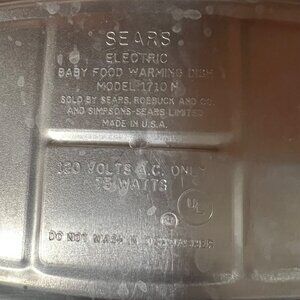 SEARS
ELECTRIC
BABY FOOD WARMING DISH
MODEL 1710 M
SOLD BY SEARS, ROEBUCK AND CO.
AND SIMPSONS-SEARS LIMITED
MADE IN U.S.A.
120 VOLTS A.C. ONLY
75 WATTS
UL
DO NOT WASH IN DISHWASHER